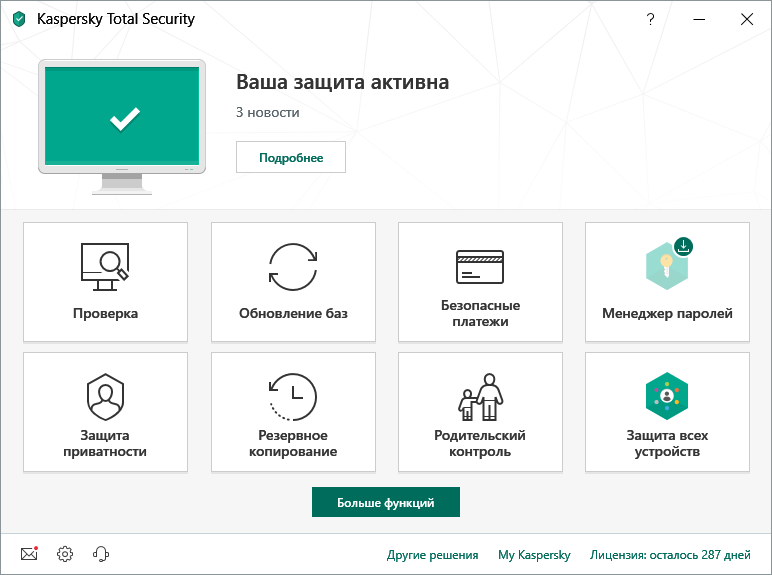 Kaspersky Total Security
?
Ваша защита активна
3 новости
Подробнее
Проверка
Обновление баз
Безопасные
платежи
Менеджер паролей
Защита
приватности
Резервное
копирование
Родительский
контроль
Защита всех
устройств
Больше функций
Другие решения
My Kaspersky
Лицензия: осталось 287 дней